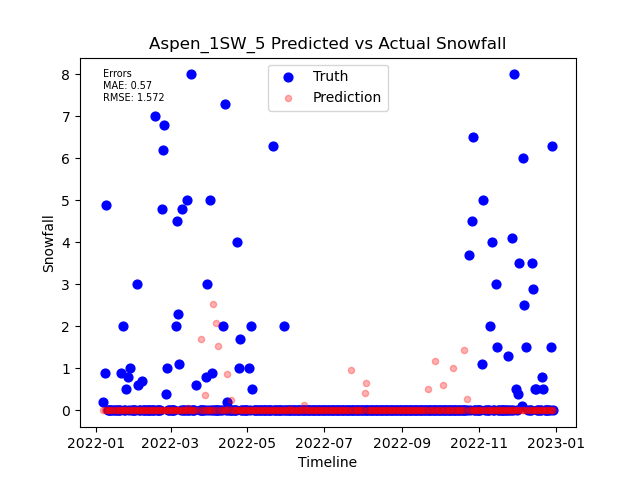 Aspen_1SW_5 Predicted vs Actual Snowfall
Errors
MAE: 0.57
RMSE: 1.572
Truth
Prediction
8
7
6
5
4
3
2
1
0
Snowfall
2022-01 2022-03 2022-05 2022-07 2022-09 2022-11 2023-01
Timeline